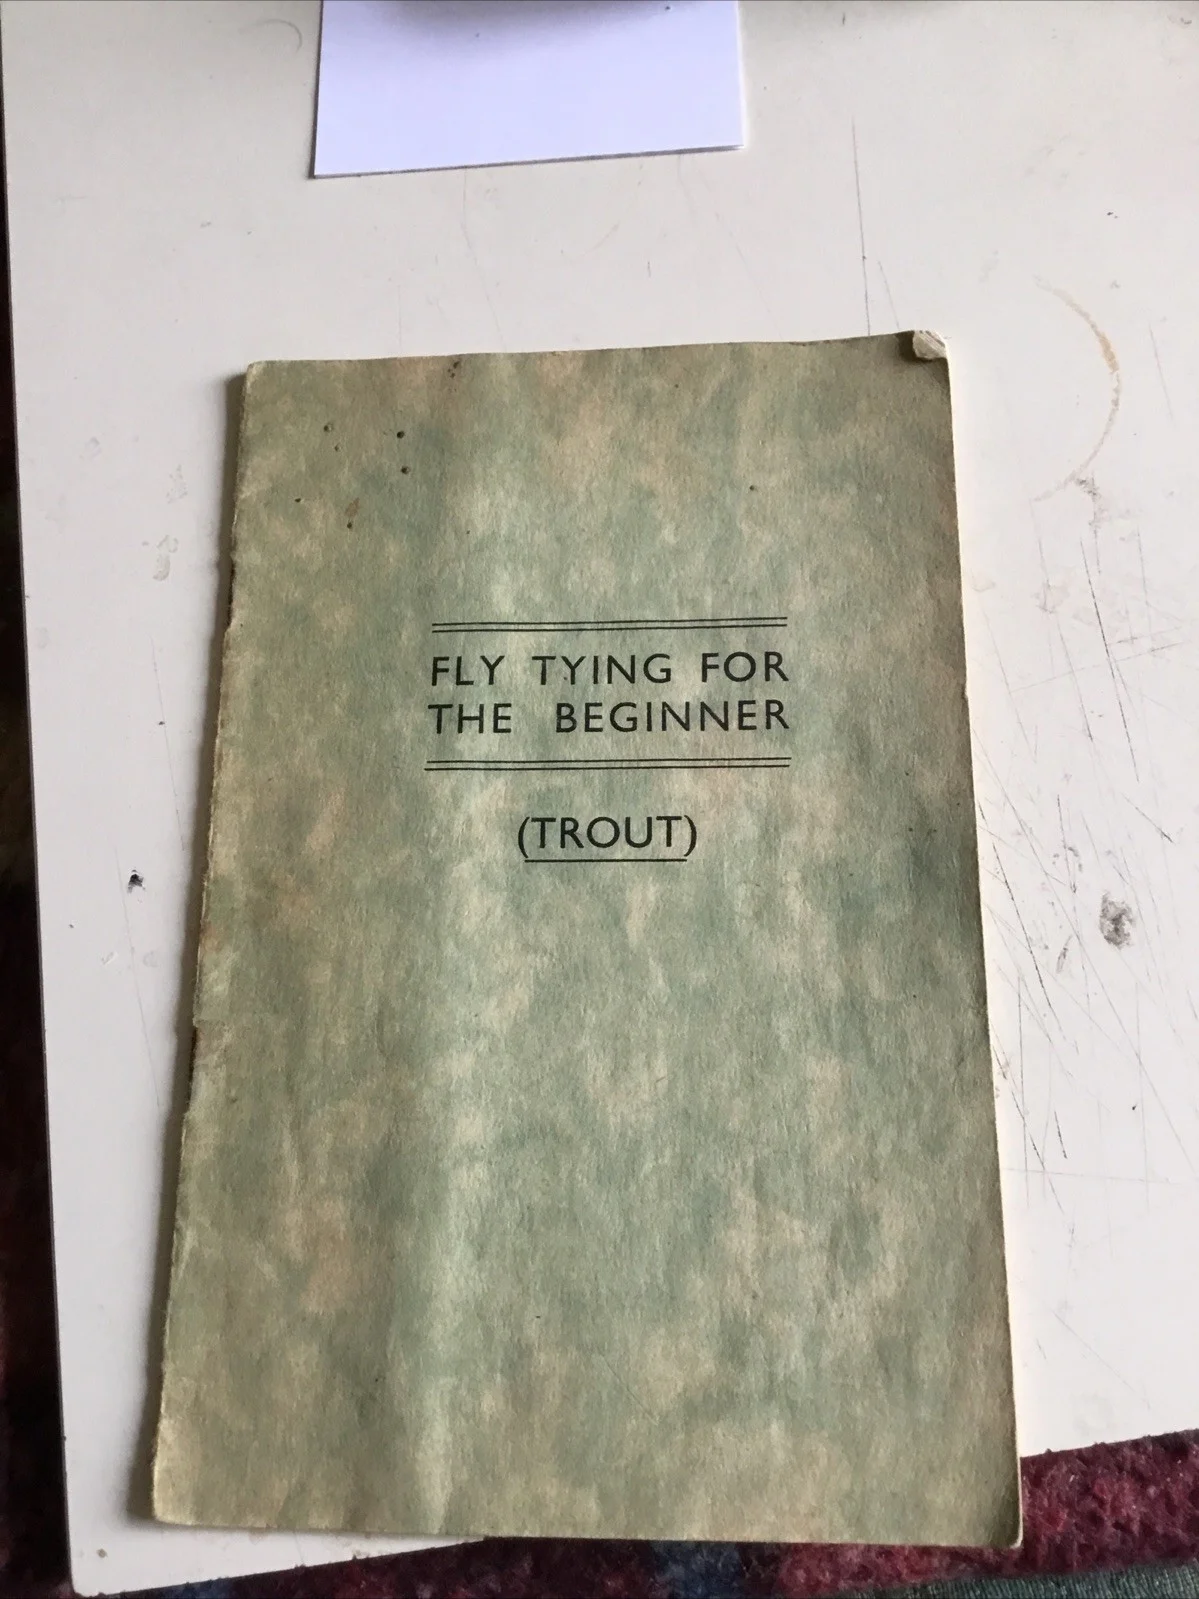 FLY TYING FOR
THE BEGINNER
(TROUT)